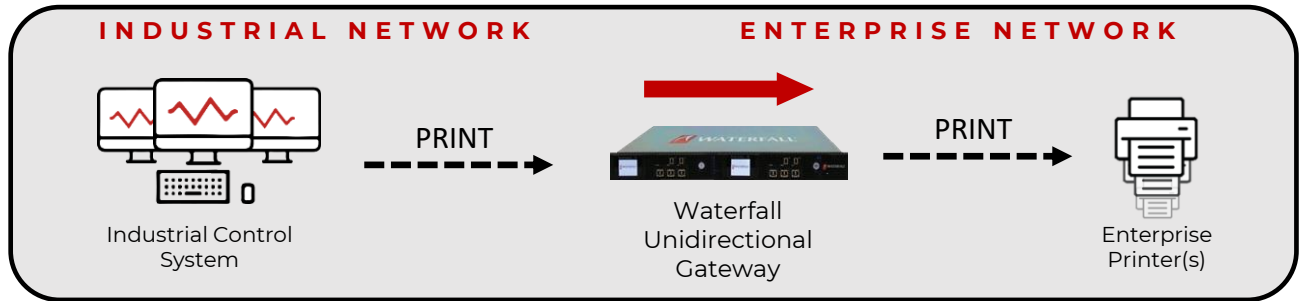 INDUSTRIAL NETWORK
ENTERPRISE NETWORK
PRINT
WATERFALL
PRINT
Industrial Control
System
Waterfall
Unidirectional
Gateway
Enterprise
Printer(s)